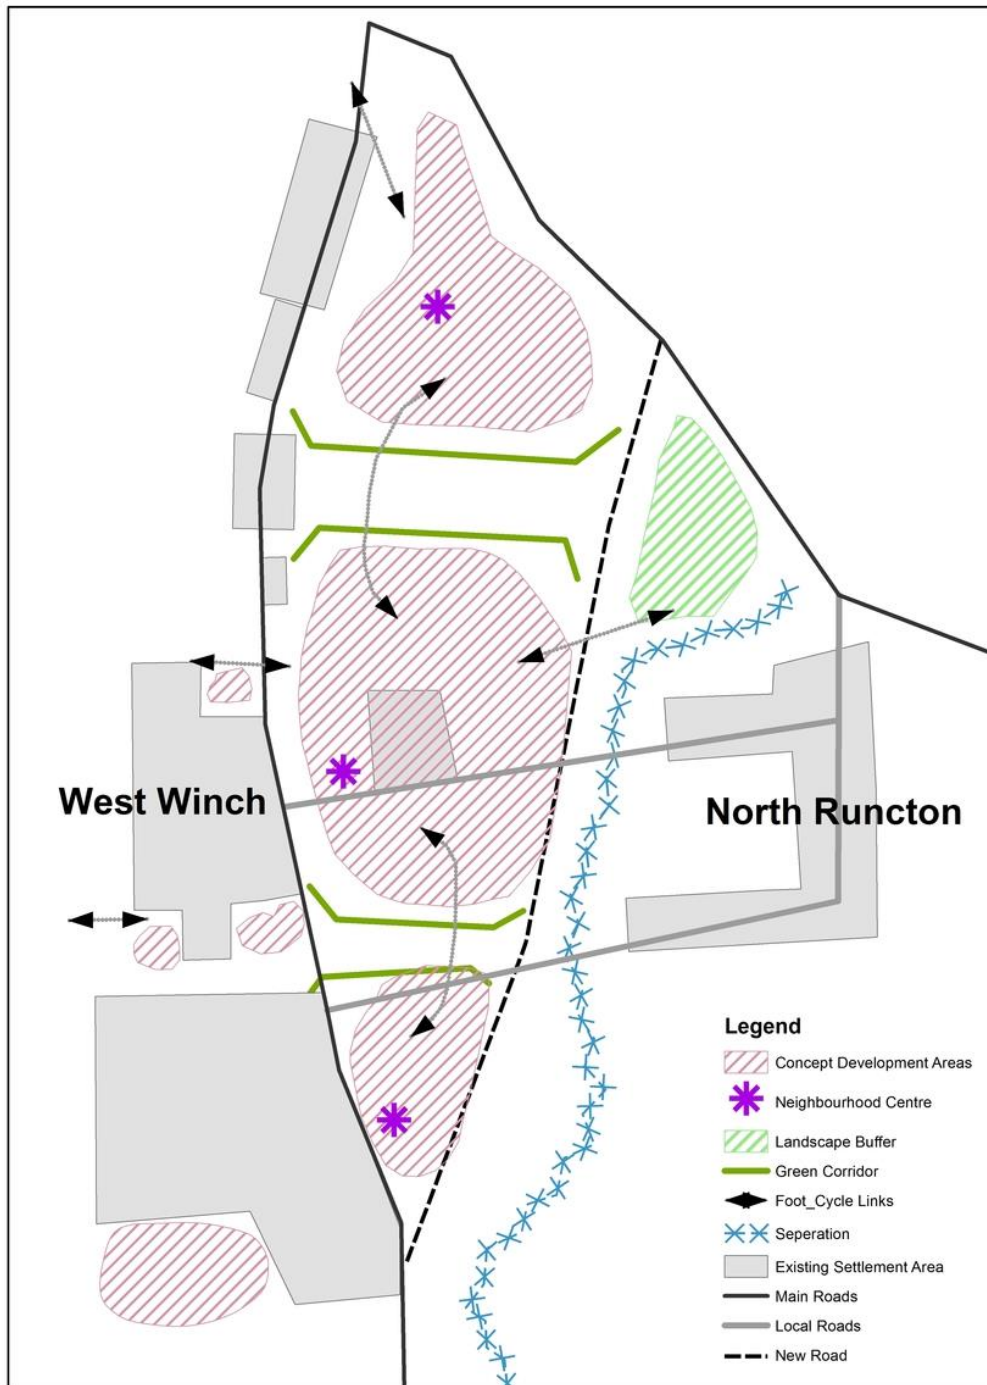 West Winch
North Runcton
Legend
Concept Development Areas
Neighbourhood Centre
Landscape Buffer
Green Corridor
Foot_Cycle Links
Seperation
Existing Settlement Area
Main Roads
Local Roads
New Road